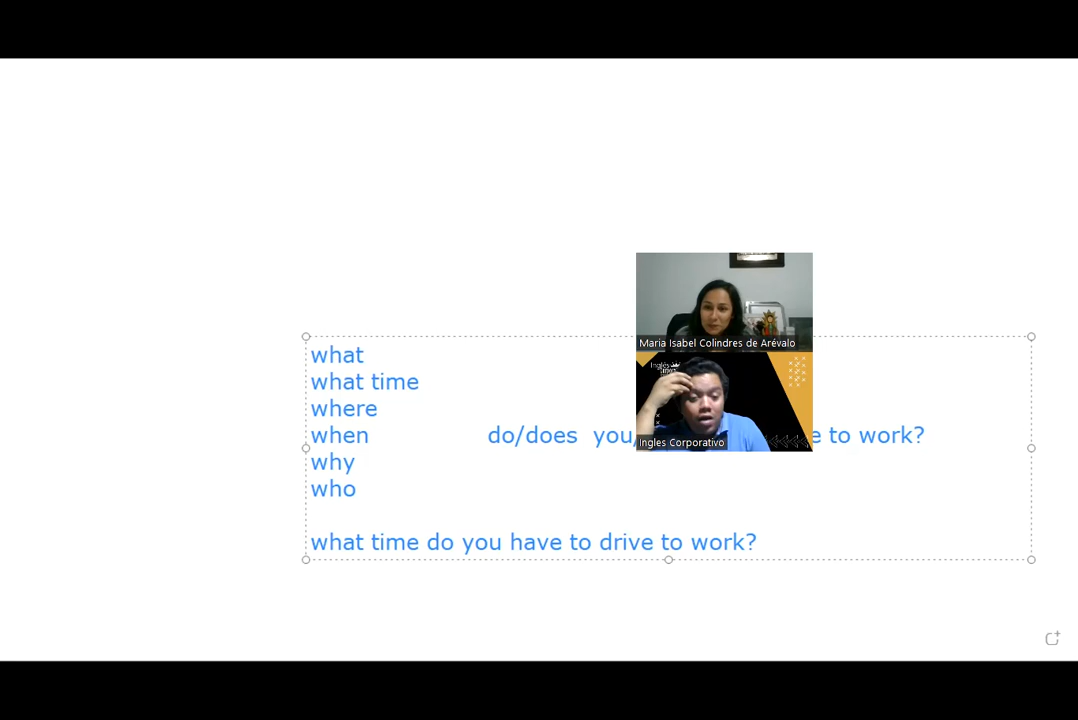 what
what time
where
when do/does you/ e to work?
why
who
what time do you have to drive to work?
Maria Isabel Colindres de Arévalo
Inglés
Ingles Corporativo